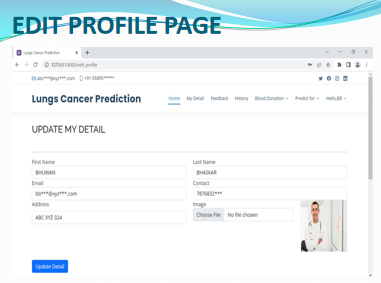 EDIT PROFILE PAGE
Lungs Cancer Prediction
127.0.0.1:8000/edit_profile
abc***@xyz***.com +91 55895*****
Lungs Cancer Prediction Home My Detail Feedback History Blood Donation Predict for Hello,BB
UPDATE MY DETAIL
First Name Last Name
BHUWAN BHASKAR
Email Contact
bb***@xyz***.com 7876832***
Address Image
ABC XYZ 324 Choose File No file chosen
Update Detail